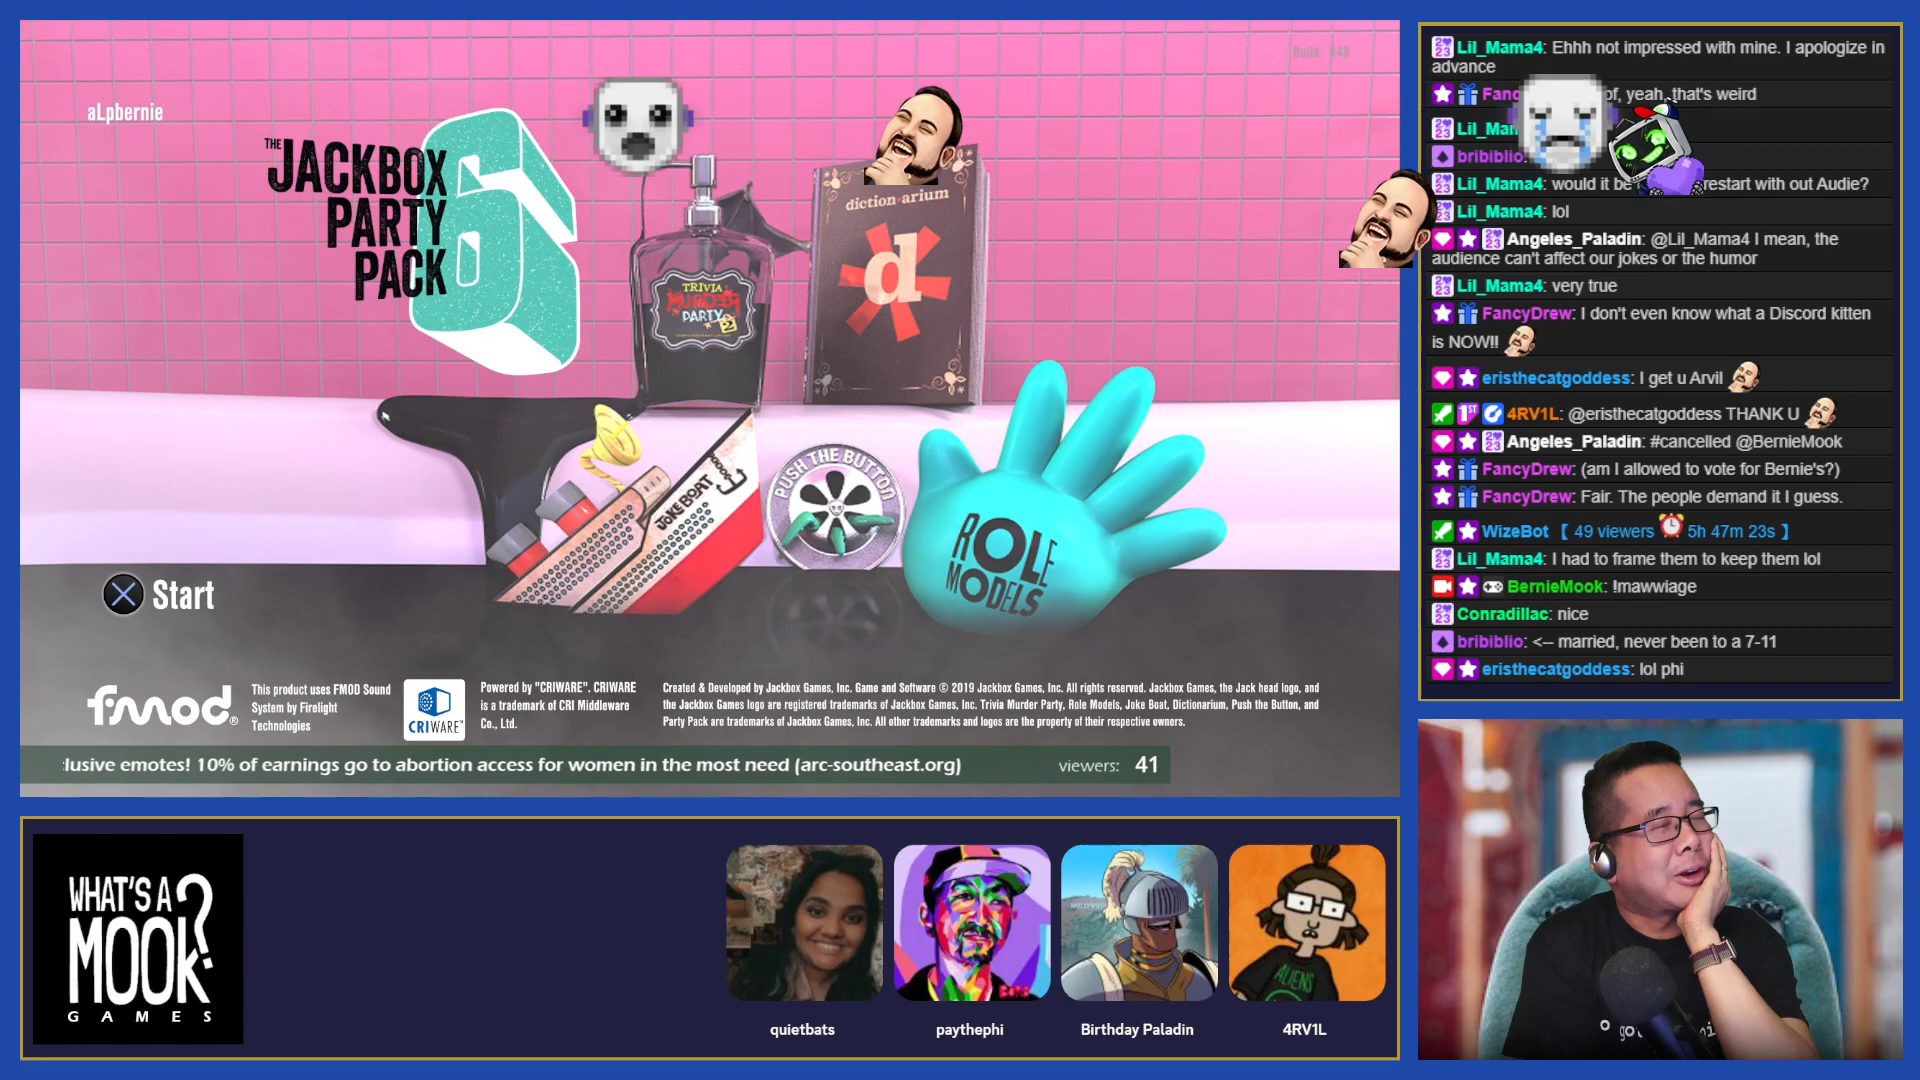 Build: #48
aLpbernie
THE
JACKBOX
PARTY
PACK
6
TRIVIA
MURDER
PARTY
2
diction·arium
d
PUSH THE BUTTON
JOKE BOAT
ROLE
MODELS
Start
fmod®
This product uses FMOD Sound
System by Firelight
Technologies
CRIWARE™
Powered by "CRIWARE". CRIWARE
is a trademark of CRI Middleware
Co., Ltd.
Created & Developed by Jackbox Games, Inc. Game and Software © 2019 Jackbox Games, Inc. All rights reserved. Jackbox Games, the Jack head logo, and
the Jackbox Games logo are registered trademarks of Jackbox Games, Inc. Trivia Murder Party, Role Models, Joke Boat, Dictionarium, Push the Button, and
Party Pack are trademarks of Jackbox Games, Inc. All other trademarks and logos are the property of their respective owners.
lusive emotes! 10% of earnings go to abortion access for women in the most need (arc-southeast.org)
viewers: 41
WHAT'S A
MOOK?
GAMES
quietbats
paythephi
Birthday Paladin
ALIENS
4RV1L
Lil_Mama4: Ehhh not impressed with mine. I apologize in
advance
Fanc of, yeah, that's weird
Lil_Mam
bribiblio:
Lil_Mama4: would it be restart with out Audie?
Lil_Mama4: lol
Angeles_Paladin: @Lil_Mama4 I mean, the
audience can't affect our jokes or the humor
Lil_Mama4: very true
FancyDrew: I don't even know what a Discord kitten
is NOW!!
eristhecatgoddess: I get u Arvil
1ST 4RV1L: @eristhecatgoddess THANK U
Angeles_Paladin: #cancelled @BernieMook
FancyDrew: (am I allowed to vote for Bernie's?)
FancyDrew: Fair. The people demand it I guess.
WizeBot 【 49 viewers 5h 47m 23s 】
Lil_Mama4: I had to frame them to keep them lol
BernieMook: !mawwiage
Conradillac: nice
bribiblio: <-- married, never been to a 7-11
eristhecatgoddess: lol phi